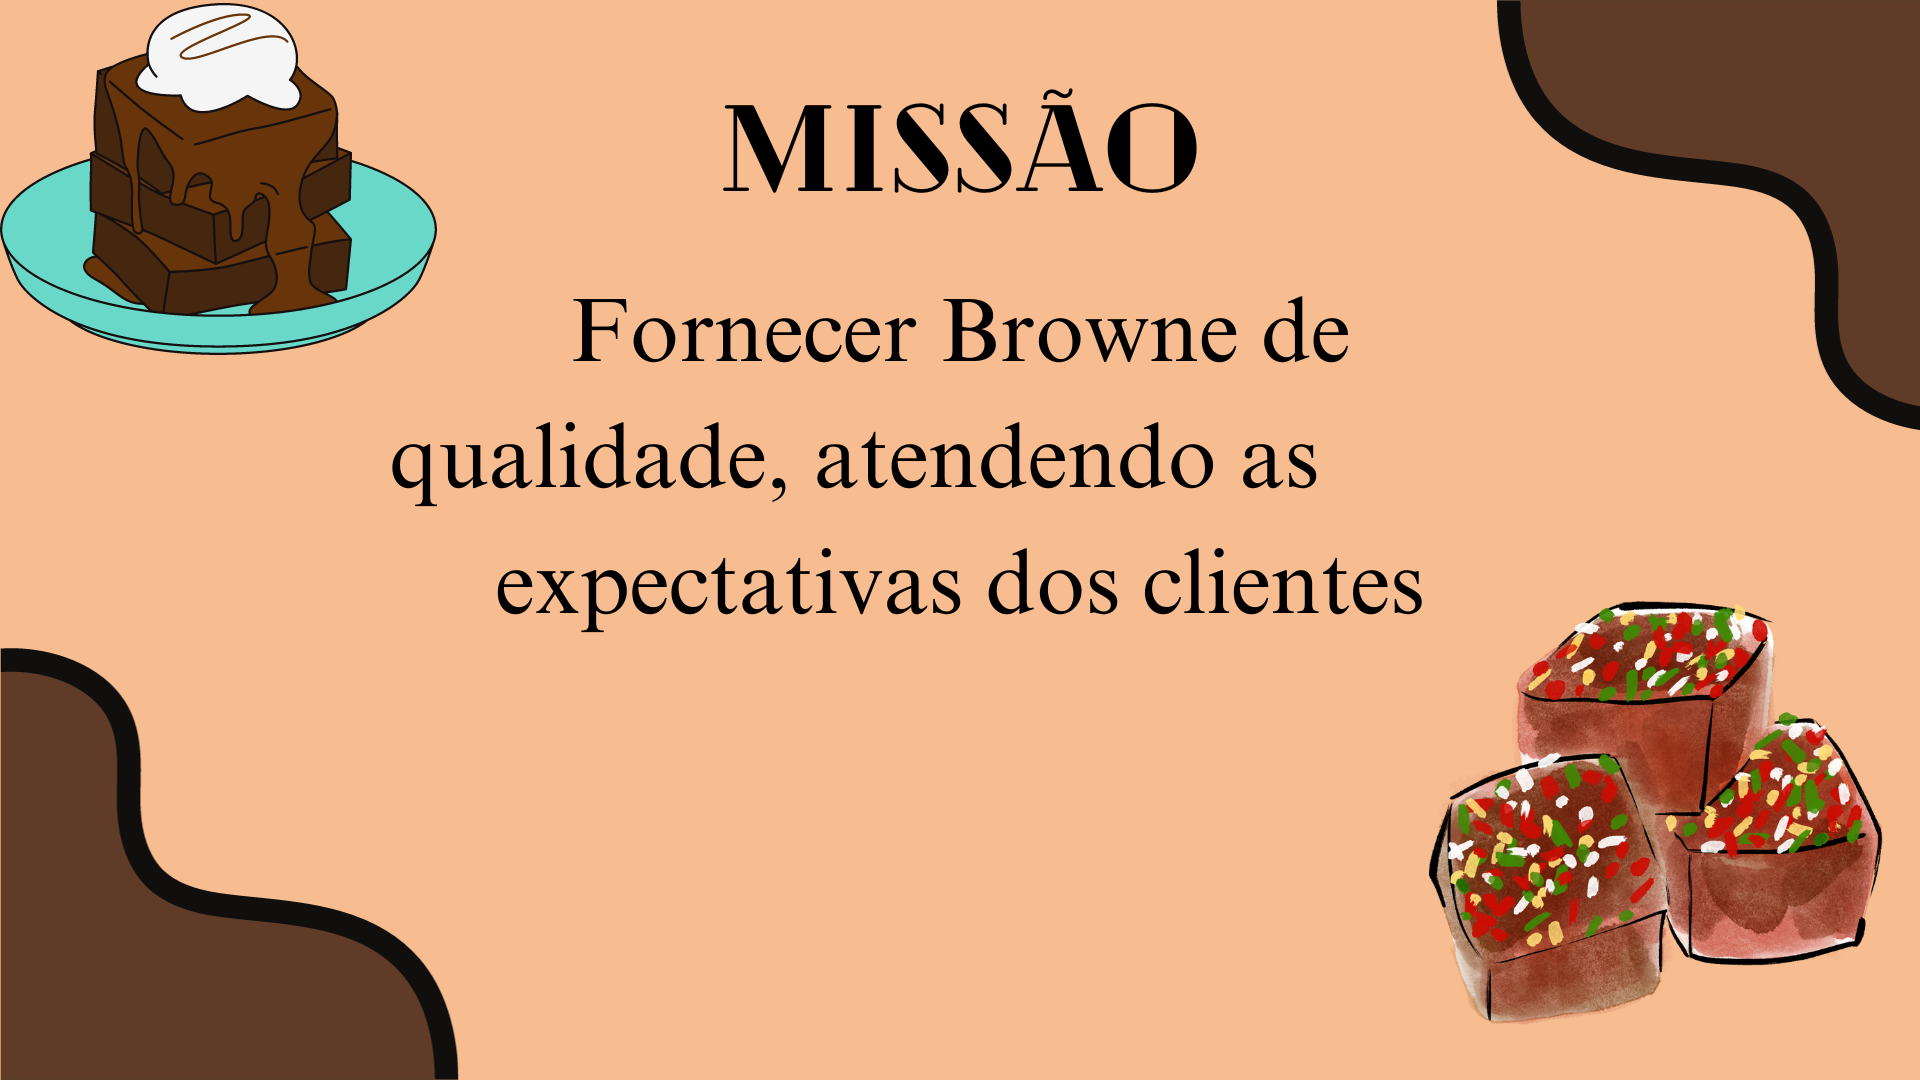 MISSÃO
Fornecer Browne de
qualidade, atendendo as
expectativas dos clientes